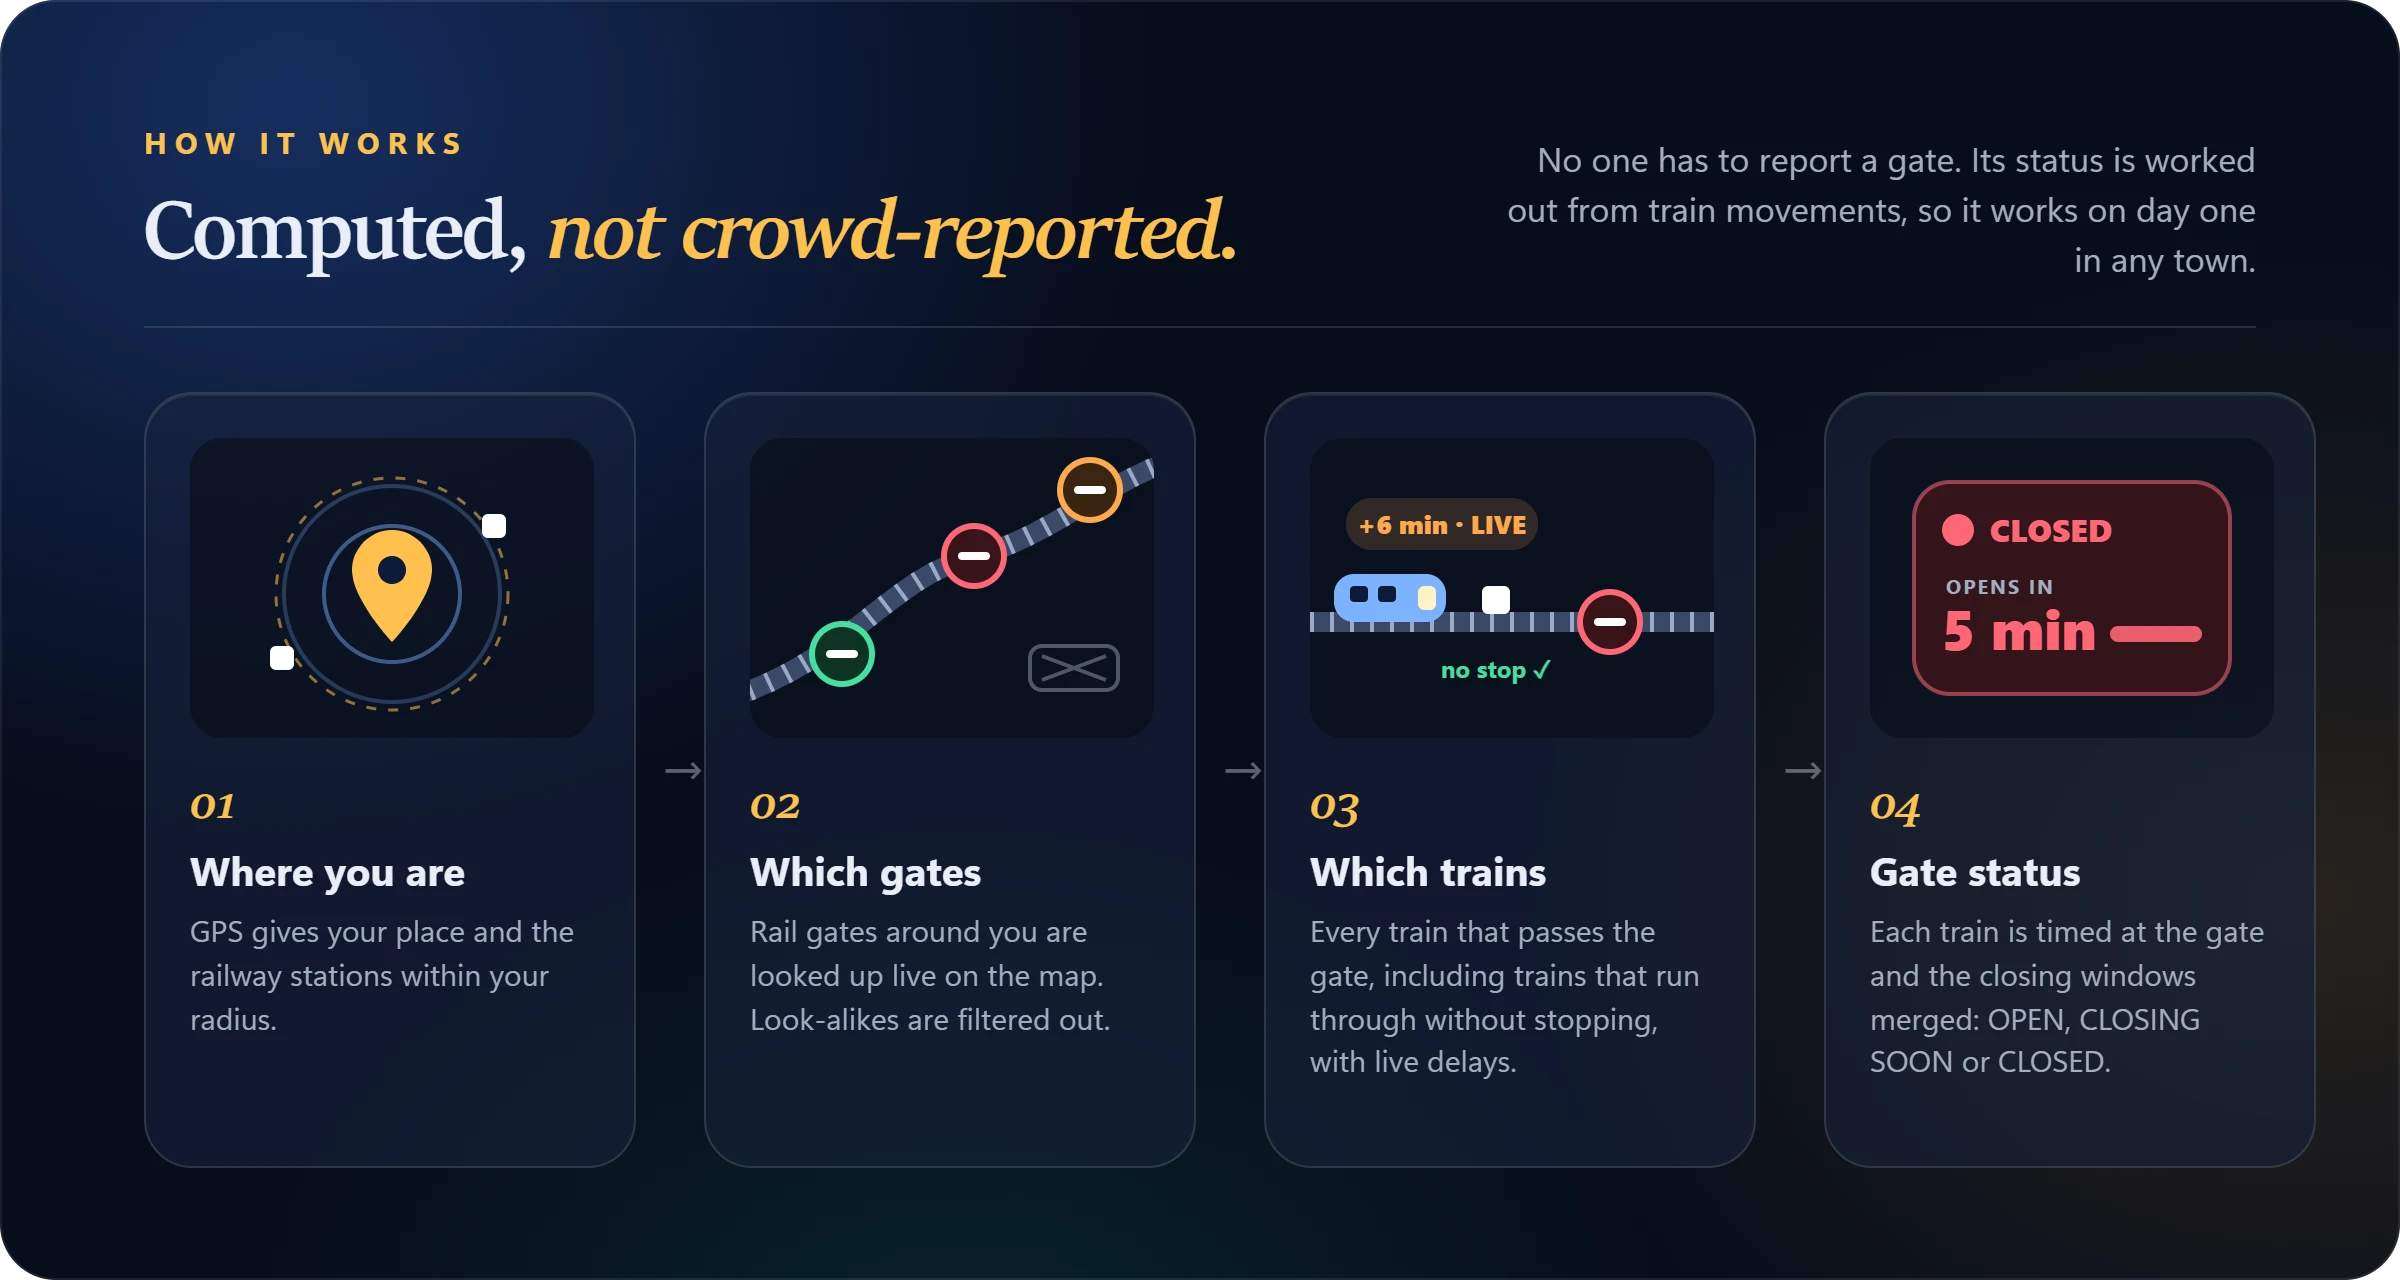 HOW IT WORKS
Computed, not crowd-reported.
No one has to report a gate. Its status is worked
out from train movements, so it works on day one
in any town.
01
Where you are
GPS gives your place and the
railway stations within your
radius.
→
02
Which gates
Rail gates around you are
looked up live on the map.
Look-alikes are filtered out.
→
+6 min · LIVE
no stop ✓
03
Which trains
Every train that passes the
gate, including trains that run
through without stopping,
with live delays.
→
CLOSED
OPENS IN
5 min
04
Gate status
Each train is timed at the gate
and the closing windows
merged: OPEN, CLOSING
SOON or CLOSED.